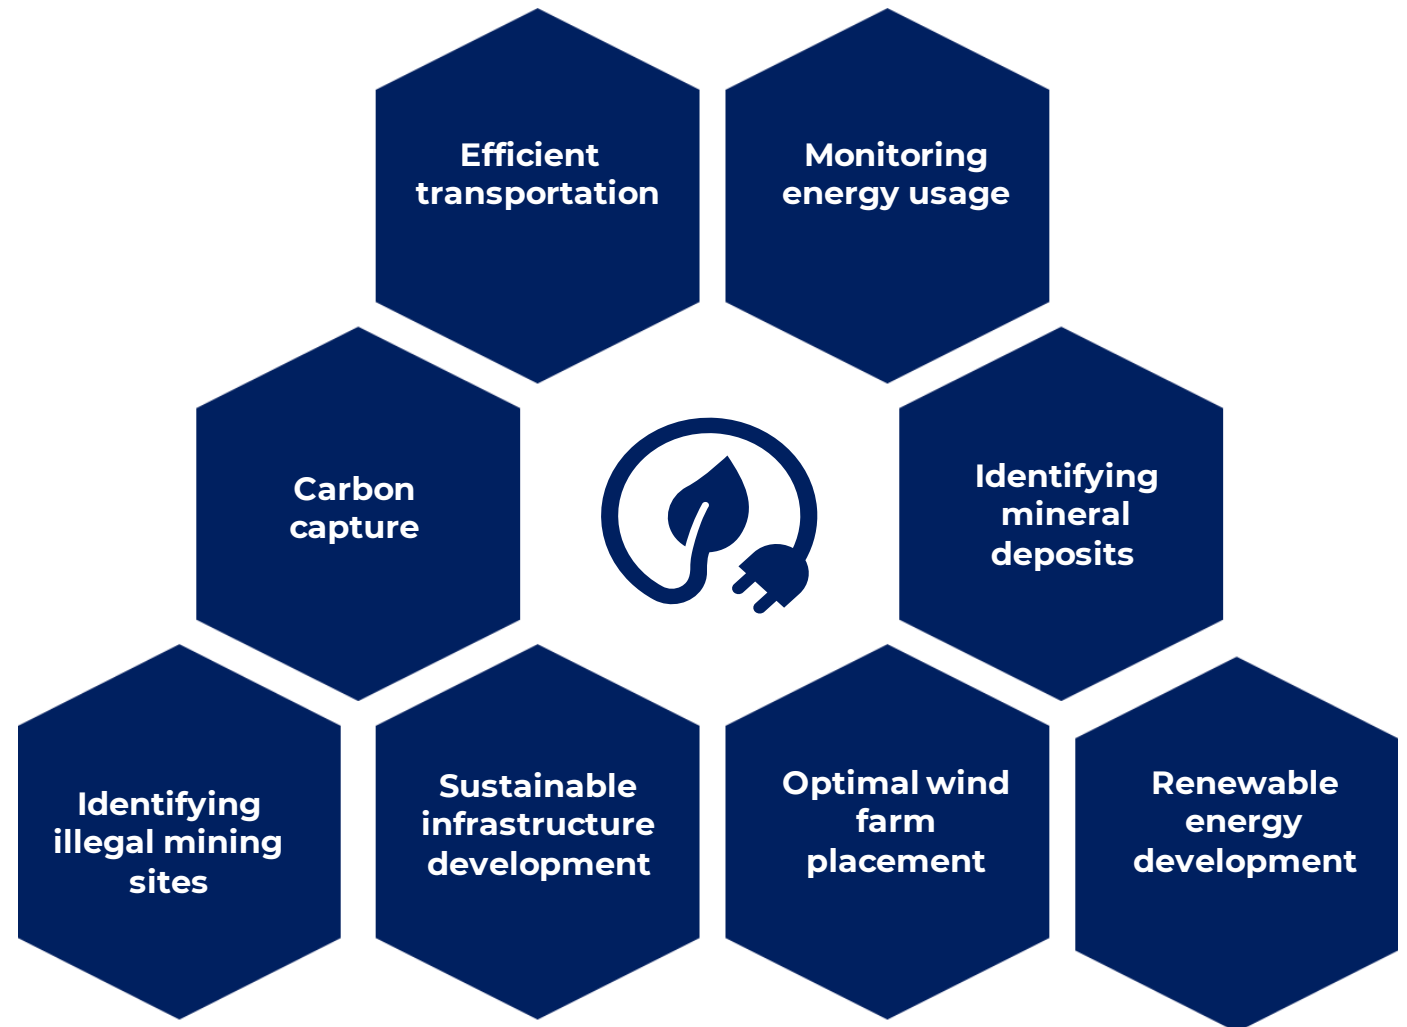 Efficient
transportation
Monitoring
energy usage
Carbon
capture
Identifying
mineral
deposits
Identifying
illegal mining
sites
Sustainable
infrastructure
development
Optimal wind
farm
placement
Renewable
energy
development